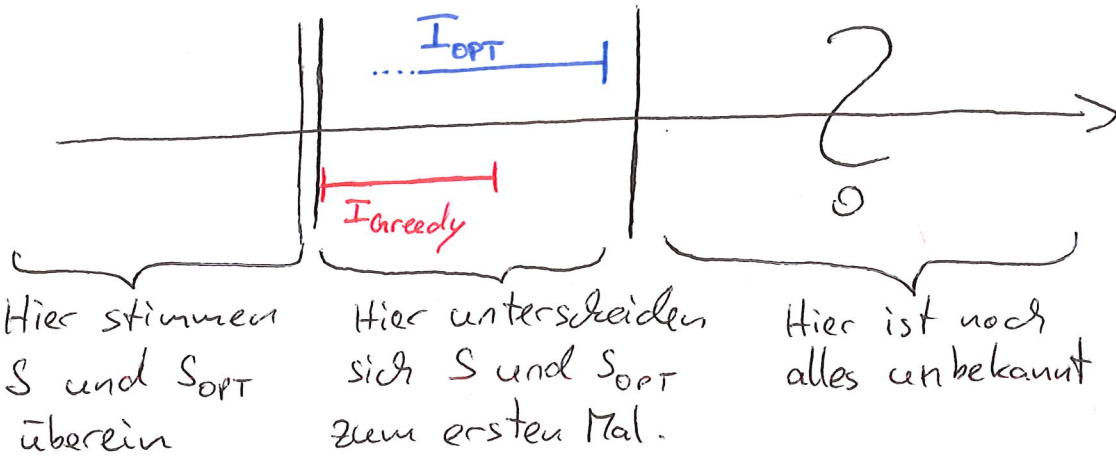 I_OPT
I_Greedy
?
Hier stimmen
S und S_OPT
überein
Hier unterscheiden
sich S und S_OPT
zum ersten Mal.
Hier ist noch
alles unbekannt